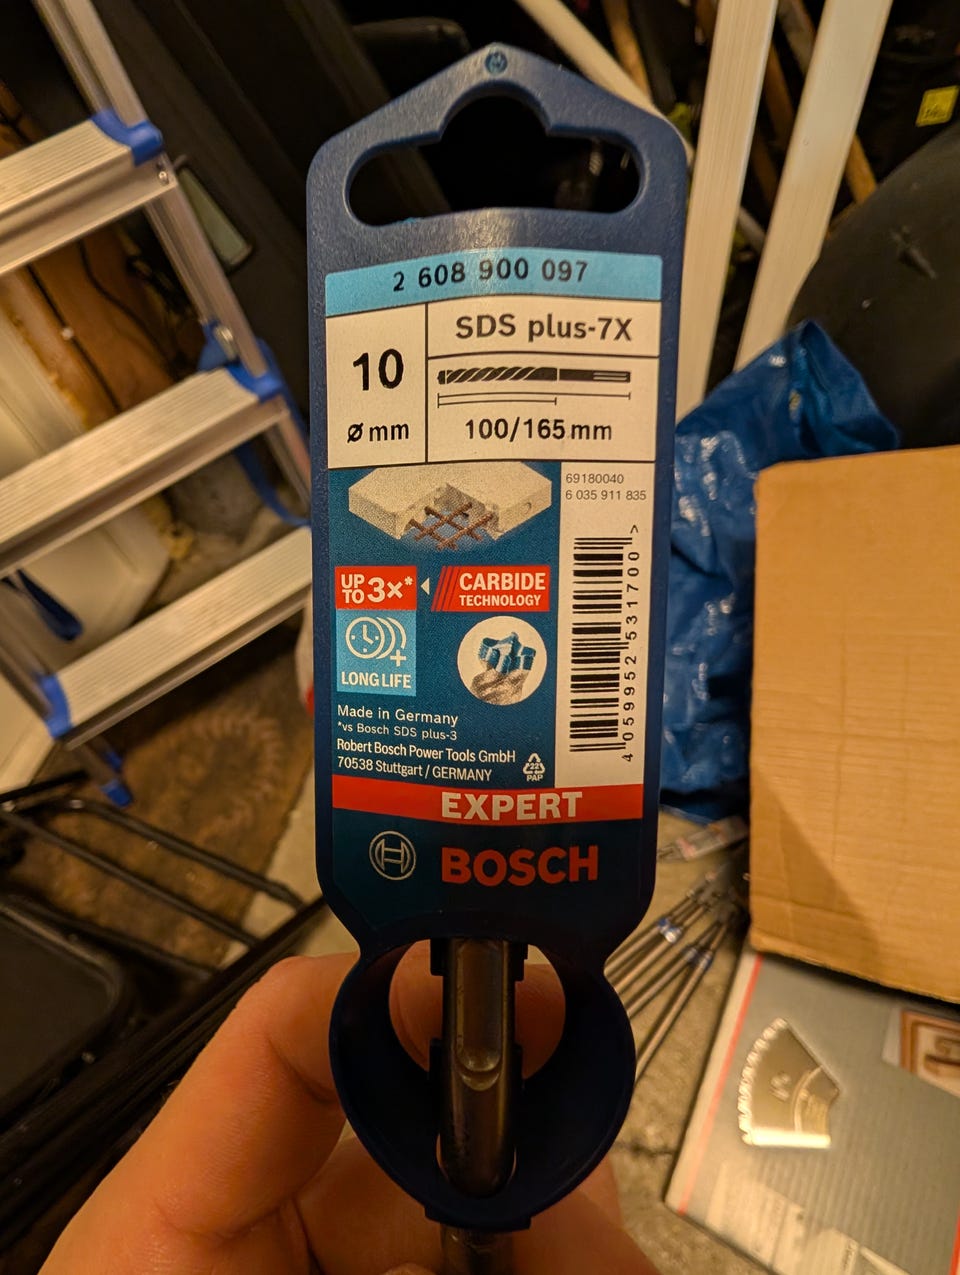 2 608 900 097
SDS plus-7X
10
Ø mm
100/165 mm
69180040
6 035 911 835
UP TO 3x*
CARBIDE
TECHNOLOGY
LONG LIFE
Made in Germany
*vs Bosch SDS plus-3
Robert Bosch Power Tools GmbH
70538 Stuttgart / GERMANY
22
PAP
4 059952 531700 >
EXPERT
BOSCH